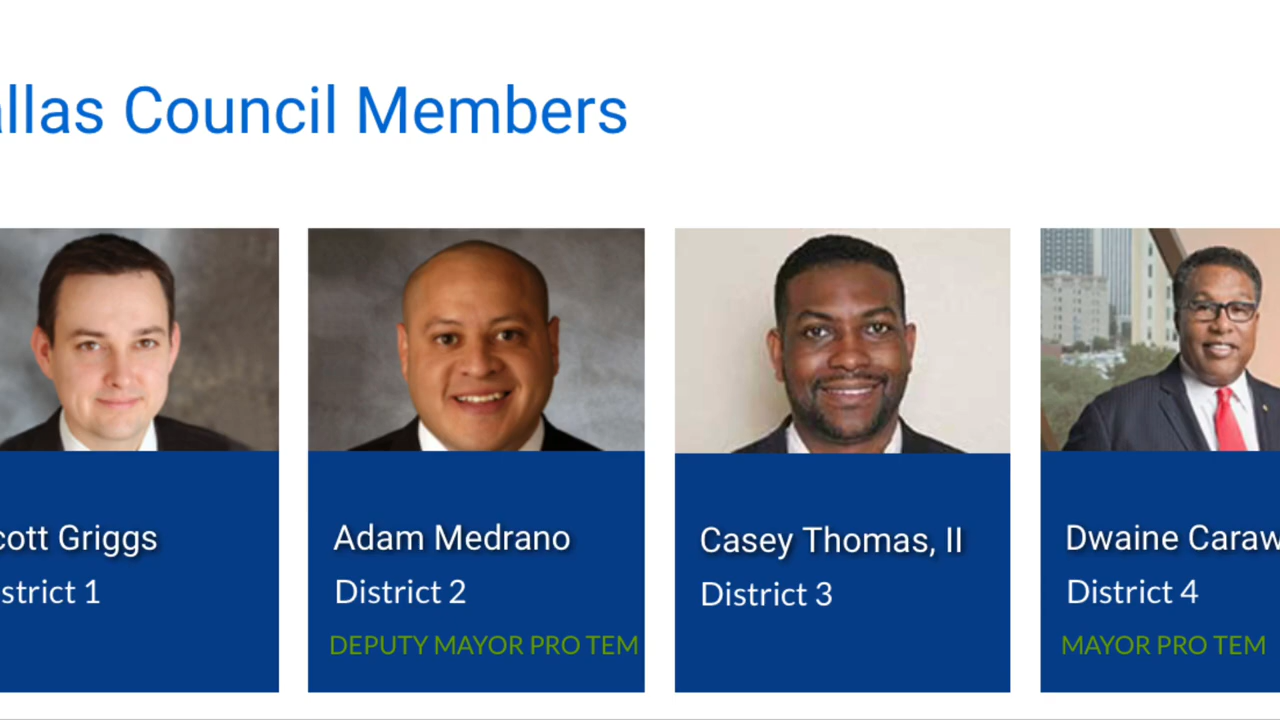 allas Council Members
cott Griggs
strict 1
Adam Medrano
District 2
DEPUTY MAYOR PRO TEM
Casey Thomas, II
District 3
Dwaine Caraw
District 4
MAYOR PRO TEM